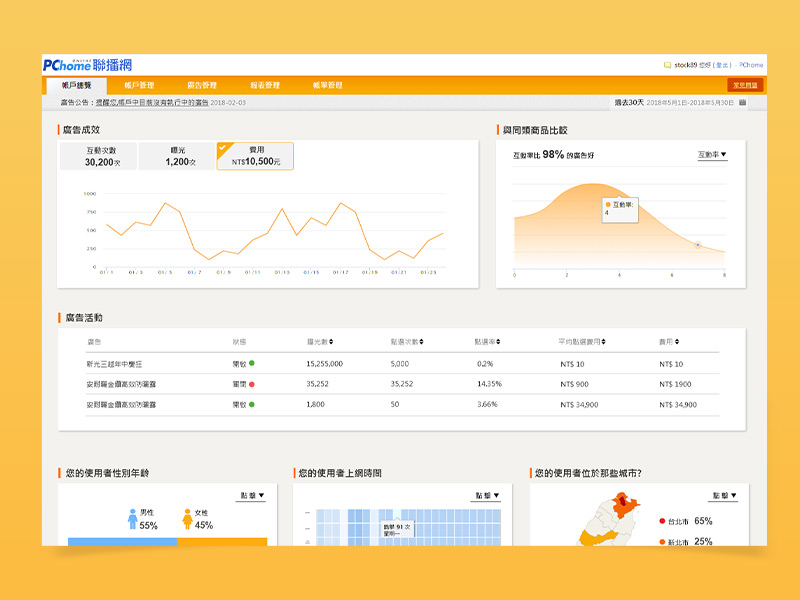 PChome 聯播網
stock89 您好 (登出) · PChome
帳戶總覽 帳戶管理 廣告管理 報表管理 帳單管理
廣告公告：提醒您,帳戶中目前沒有執行中的廣告 2018-02-03
過去30天 2018年5月1日-2018年5月30日
廣告成效
互動次數 曝光 費用
30,200次 1,200次 NT$10,500元
1000
750
500
250
0
01/1 01/3 01/5 01/7 01/9 01/11 01/13 01/15 01/17 01/19 01/21 01/23
與同類商品比較
互動率比 98% 的廣告好 互動率▼
互動率:
4
0 2 4 6 8
廣告活動
廣告 狀態 曝光數 點選次數 點選率 平均點選費用 費用
新光三越年中慶狂 開啟 15,255,000 5,000 0.2% NT$ 10 NT$ 10
安耐曬金鑽高效防曬露 關閉 35,252 35,252 14.35% NT$ 900 NT$ 1900
安耐曬金鑽高效防曬露 開啟 1,800 50 3.66% NT$ 34,900 NT$ 34,900
您的使用者性別年齡
點擊▼
男性
55%
女性
45%
您的使用者上網時間
點擊▼
點擊 91 次
星期一
您的使用者位於那些城市?
點擊▼
台北市 65%
新北市 25%